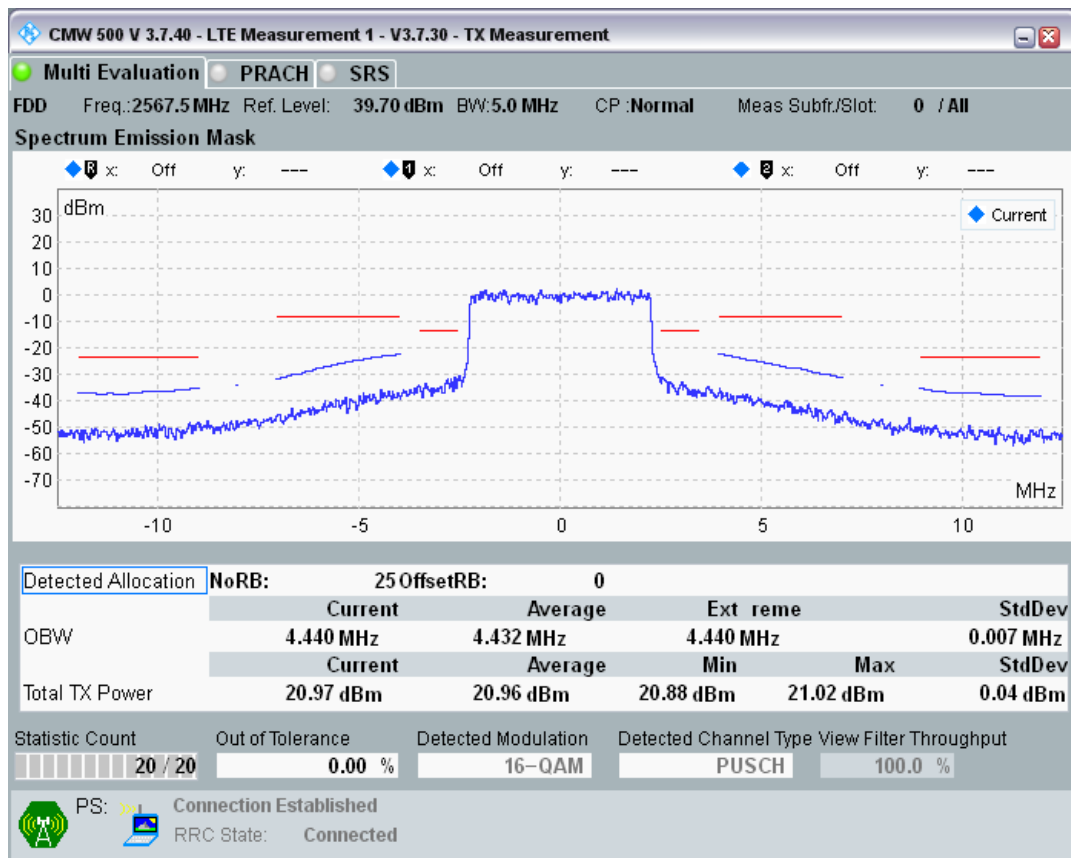 CMW 500 V 3.7.40 - LTE Measurement 1 - V3.7.30 - TX Measurement
Multi Evaluation PRACH SRS
FDD Freq.:2567.5 MHz Ref. Level: 39.70 dBm BW:5.0 MHz CP :Normal Meas Subfr./Slot: 0 / All
Spectrum Emission Mask
R x: Off y: --- 1 x: Off y: --- 2 x: Off y: ---
dBm
Current
30
20
10
0
-10
-20
-30
-40
-50
-60
-70
MHz
-10 -5 0 5 10
Detected Allocation NoRB: 25 OffsetRB: 0
Current Average Ext reme StdDev
OBW 4.440 MHz 4.432 MHz 4.440 MHz 0.007 MHz
Current Average Min Max StdDev
Total TX Power 20.97 dBm 20.96 dBm 20.88 dBm 21.02 dBm 0.04 dBm
Statistic Count Out of Tolerance Detected Modulation Detected Channel Type View Filter Throughput
20 / 20 0.00 % 16-QAM PUSCH 100.0 %
PS: Connection Established
RRC State: Connected